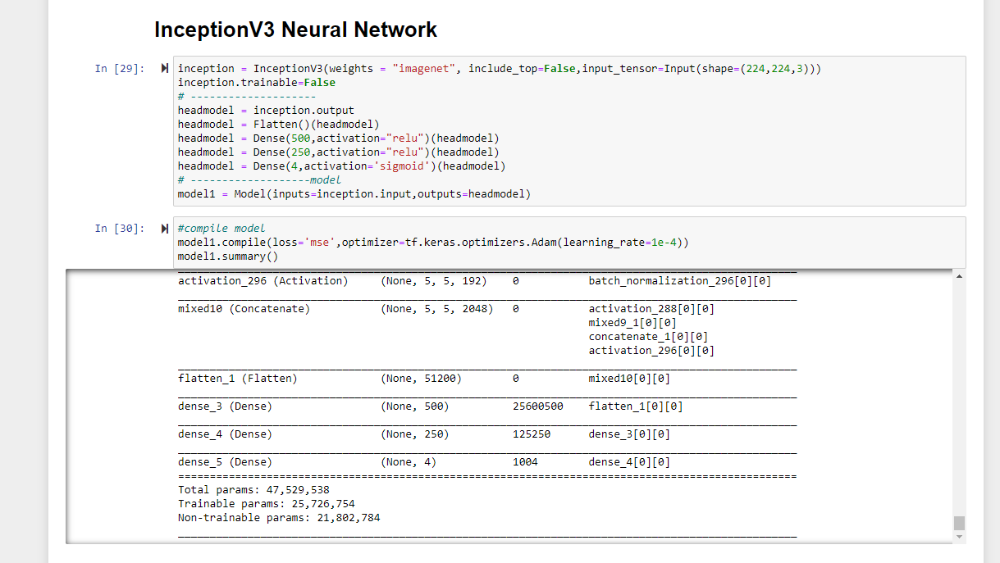 InceptionV3 Neural Network
In [29]:
inception = InceptionV3(weights = "imagenet", include_top=False,input_tensor=Input(shape=(224,224,3)))
inception.trainable=False
# --------------------
headmodel = inception.output
headmodel = Flatten()(headmodel)
headmodel = Dense(500,activation="relu")(headmodel)
headmodel = Dense(250,activation="relu")(headmodel)
headmodel = Dense(4,activation='sigmoid')(headmodel)
# -------------------model
model1 = Model(inputs=inception.input,outputs=headmodel)
In [30]:
#compile model
model1.compile(loss='mse',optimizer=tf.keras.optimizers.Adam(learning_rate=1e-4))
model1.summary()
activation_296 (Activation) (None, 5, 5, 192) 0 batch_normalization_296[0][0]
mixed10 (Concatenate) (None, 5, 5, 2048) 0 activation_288[0][0]
mixed9_1[0][0]
concatenate_1[0][0]
activation_296[0][0]
flatten_1 (Flatten) (None, 51200) 0 mixed10[0][0]
dense_3 (Dense) (None, 500) 25600500 flatten_1[0][0]
dense_4 (Dense) (None, 250) 125250 dense_3[0][0]
dense_5 (Dense) (None, 4) 1004 dense_4[0][0]
==================================================================================================
Total params: 47,529,538
Trainable params: 25,726,754
Non-trainable params: 21,802,784